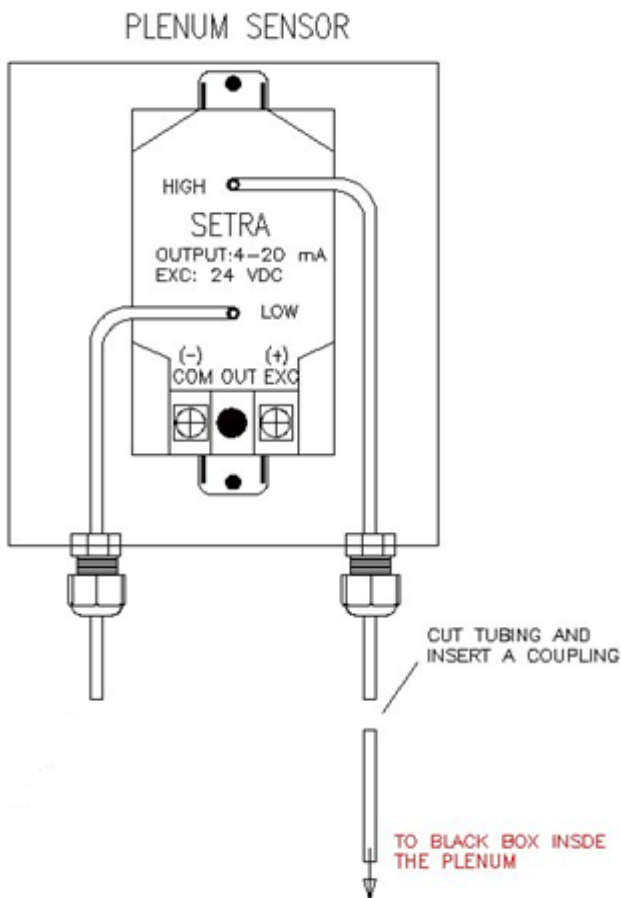 PLENUM SENSOR
HIGH
SETRA
OUTPUT:4-20 mA
EXC: 24 VDC
LOW
(-) (+)
COM OUT EXC
CUT TUBING AND
INSERT A COUPLING
TO BLACK BOX INSDE
THE PLENUM